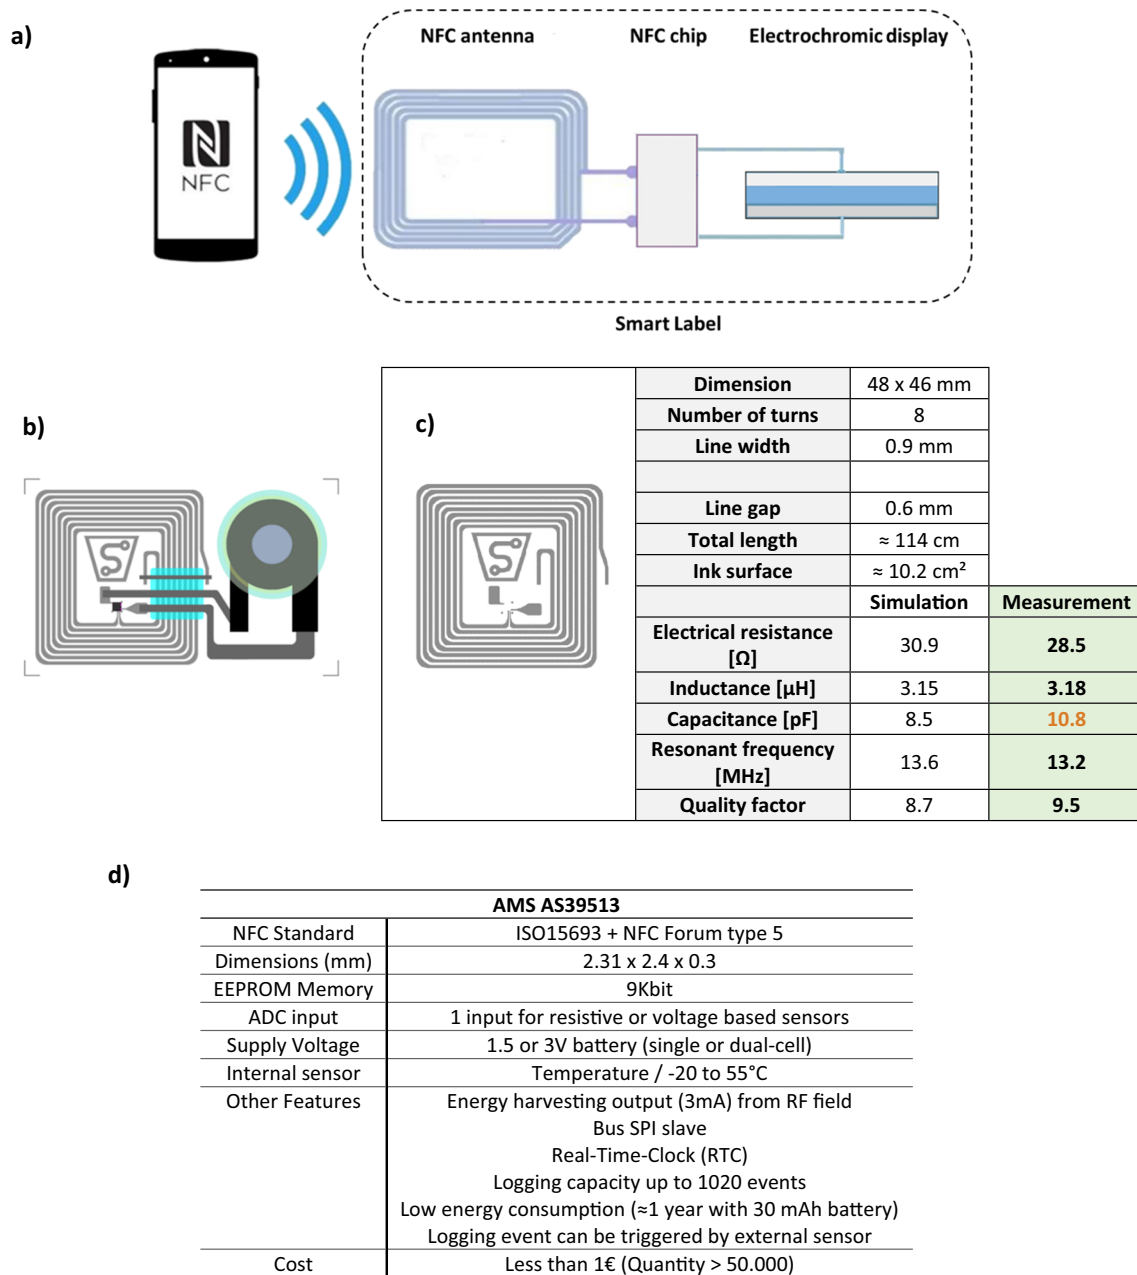 a)
NFC antenna
NFC chip
Electrochromic display
NFC
Smart Label
b)
c)
S
S
Dimension 48 x 46 mm
Number of turns 8
Line width 0.9 mm
Line gap 0.6 mm
Total length ≈ 114 cm
Ink surface ≈ 10.2 cm²
Simulation Measurement
Electrical resistance
[Ω] 30.9 28.5
Inductance [µH] 3.15 3.18
Capacitance [pF] 8.5 10.8
Resonant frequency
[MHz] 13.6 13.2
Quality factor 8.7 9.5
d)
AMS AS39513
NFC Standard ISO15693 + NFC Forum type 5
Dimensions (mm) 2.31 x 2.4 x 0.3
EEPROM Memory 9Kbit
ADC input 1 input for resistive or voltage based sensors
Supply Voltage 1.5 or 3V battery (single or dual-cell)
Internal sensor Temperature / -20 to 55°C
Other Features Energy harvesting output (3mA) from RF field
Bus SPI slave
Real-Time-Clock (RTC)
Logging capacity up to 1020 events
Low energy consumption (≈1 year with 30 mAh battery)
Logging event can be triggered by external sensor
Cost Less than 1€ (Quantity > 50.000)